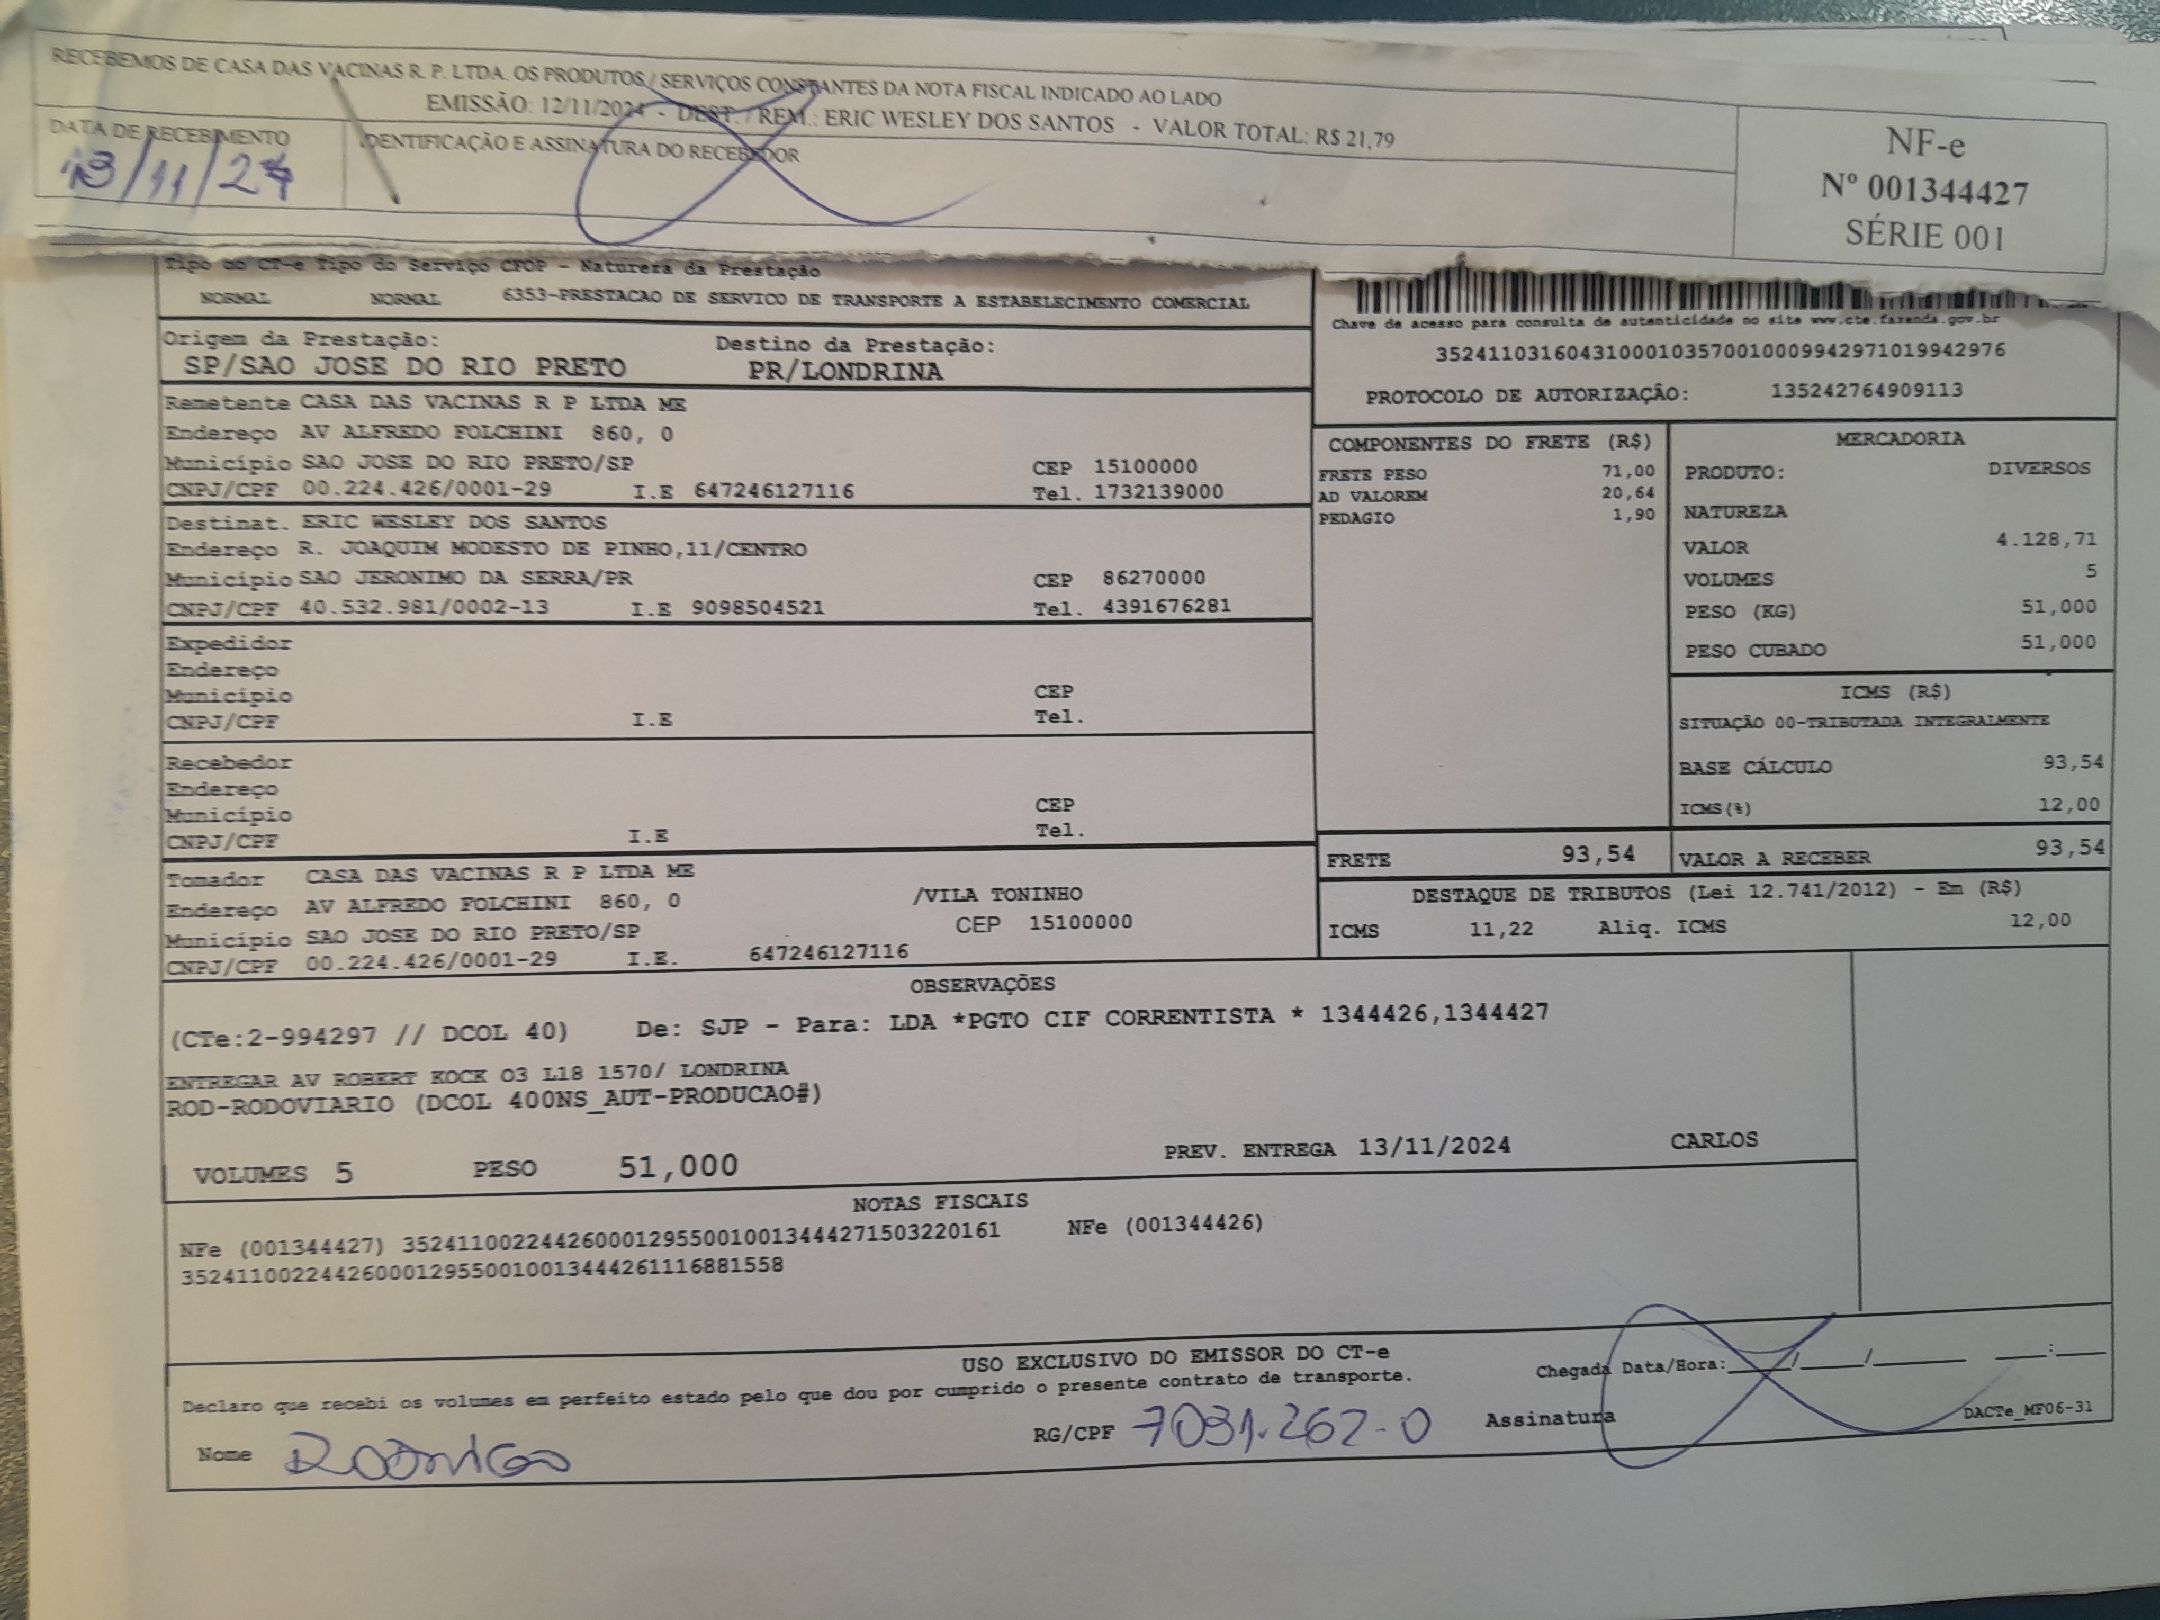 RECEBEMOS DE CASA DAS VACINAS R. P. LTDA. OS PRODUTOS / SERVIÇOS CONSTANTES DA NOTA FISCAL INDICADO AO LADO
EMISSÃO: 12/11/2024 - DEST. / REM.: ERIC WESLEY DOS SANTOS - VALOR TOTAL: R$ 21,79
DATA DE RECEBIMENTO
13/11/24
IDENTIFICAÇÃO E ASSINATURA DO RECEBEDOR
NF-e
Nº 001344427
SÉRIE 001
Tipo do CT-e Tipo do Serviço CFOP - Naturera da Prestação
NORMAL NORMAL 6353-PRESTACAO DE SERVICO DE TRANSPORTE A ESTABELECIMENTO COMERCIAL
Chave de acesso para consulta de autenticidade no site www.cte.fazenda.gov.br
35241103160431000103570010009942971019942976
PROTOCOLO DE AUTORIZAÇÃO: 135242764909113
Origem da Prestação: Destino da Prestação:
SP/SAO JOSE DO RIO PRETO PR/LONDRINA
Remetente CASA DAS VACINAS R P LTDA ME
Endereço AV ALFREDO FOLCHINI 860, 0
Município SAO JOSE DO RIO PRETO/SP CEP 15100000
CNPJ/CPF 00.224.426/0001-29 I.E 647246127116 Tel. 1732139000
Destinat. ERIC WESLEY DOS SANTOS
Endereço R. JOAQUIM MODESTO DE PINHO,11/CENTRO
Município SAO JERONIMO DA SERRA/PR CEP 86270000
CNPJ/CPF 40.532.981/0002-13 I.E 9098504521 Tel. 4391676281
Expedidor
Endereço
Município CEP
CNPJ/CPF I.E Tel.
Recebedor
Endereço
Município CEP
CNPJ/CPF I.E Tel.
Tomador CASA DAS VACINAS R P LTDA ME
Endereço AV ALFREDO FOLCHINI 860, 0 /VILA TONINHO
Município SAO JOSE DO RIO PRETO/SP CEP 15100000
CNPJ/CPF 00.224.426/0001-29 I.E. 647246127116
COMPONENTES DO FRETE (R$)
FRETE PESO 71,00
AD VALOREM 20,64
PEDAGIO 1,90
MERCADORIA
PRODUTO: DIVERSOS
NATUREZA
VALOR 4.128,71
VOLUMES 5
PESO (KG) 51,000
PESO CUBADO 51,000
ICMS (R$)
SITUAÇÃO 00-TRIBUTADA INTEGRALMENTE
BASE CÁLCULO 93,54
ICMS(%) 12,00
FRETE 93,54 VALOR A RECEBER 93,54
DESTAQUE DE TRIBUTOS (Lei 12.741/2012) - Em (R$)
ICMS 11,22 Aliq. ICMS 12,00
OBSERVAÇÕES
(CTe:2-994297 // DCOL 40) De: SJP - Para: LDA *PGTO CIF CORRENTISTA * 1344426,1344427
ENTREGAR AV ROBERT KOCK 03 L18 1570/ LONDRINA
ROD-RODOVIARIO (DCOL 400NS_AUT-PRODUCAO#)
VOLUMES 5 PESO 51,000 PREV. ENTREGA 13/11/2024 CARLOS
NOTAS FISCAIS
NFe (001344427) 35241100224426000129550010013444271503220161 NFe (001344426)
35241100224426000129550010013444261116881558
USO EXCLUSIVO DO EMISSOR DO CT-e
Declaro que recebi os volumes em perfeito estado pelo que dou por cumprido o presente contrato de transporte.
Chegada Data/Hora:____/____/______ ____:____
Nome Rodrigo RG/CPF 7031.262-0 Assinatura
DACTe_MF06-31